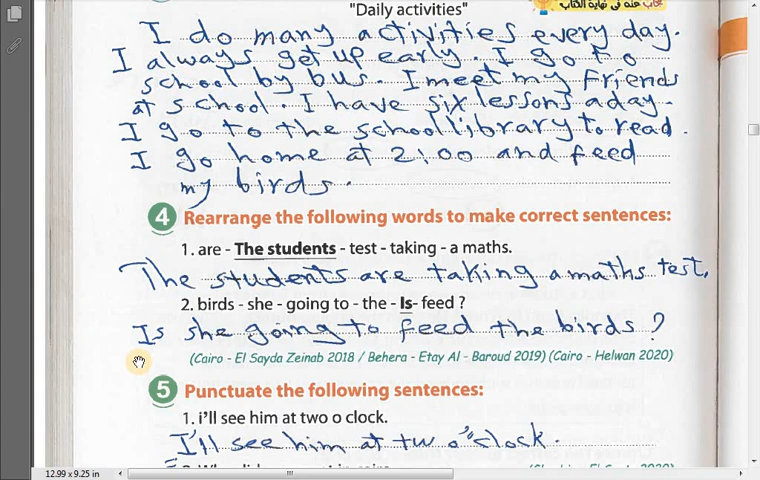 "Daily activities"
I do many activities every day.
I always get up early. I go to
school by bus. I meet my friends
at school. I have six lessons a day.
I go to the school library to read.
I go home at 2:00 and feed
my birds.
4 Rearrange the following words to make correct sentences:
1. are - The students - test - taking - a maths.
The students are taking a maths test.
2. birds - she - going to - the - Is - feed ?
Is she going to feed the birds?
(Cairo - El Sayda Zeinab 2018 / Behera - Etay Al - Baroud 2019) (Cairo - Helwan 2020)
5 Punctuate the following sentences:
1. i'll see him at two o clock.
I'll see him at two o'clock.
12.99 x 9.25 in